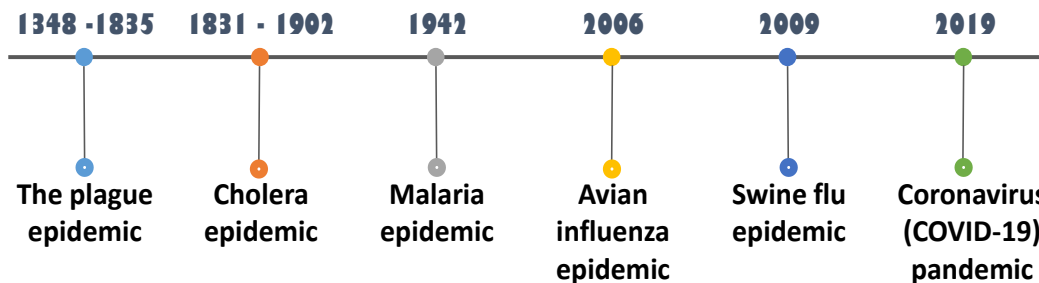 1348 -1835
1831 - 1902
1942
2006
2009
2019
The plague
epidemic
Cholera
epidemic
Malaria
epidemic
Avian
influenza
epidemic
Swine flu
epidemic
Coronavirus
(COVID-19)
pandemic